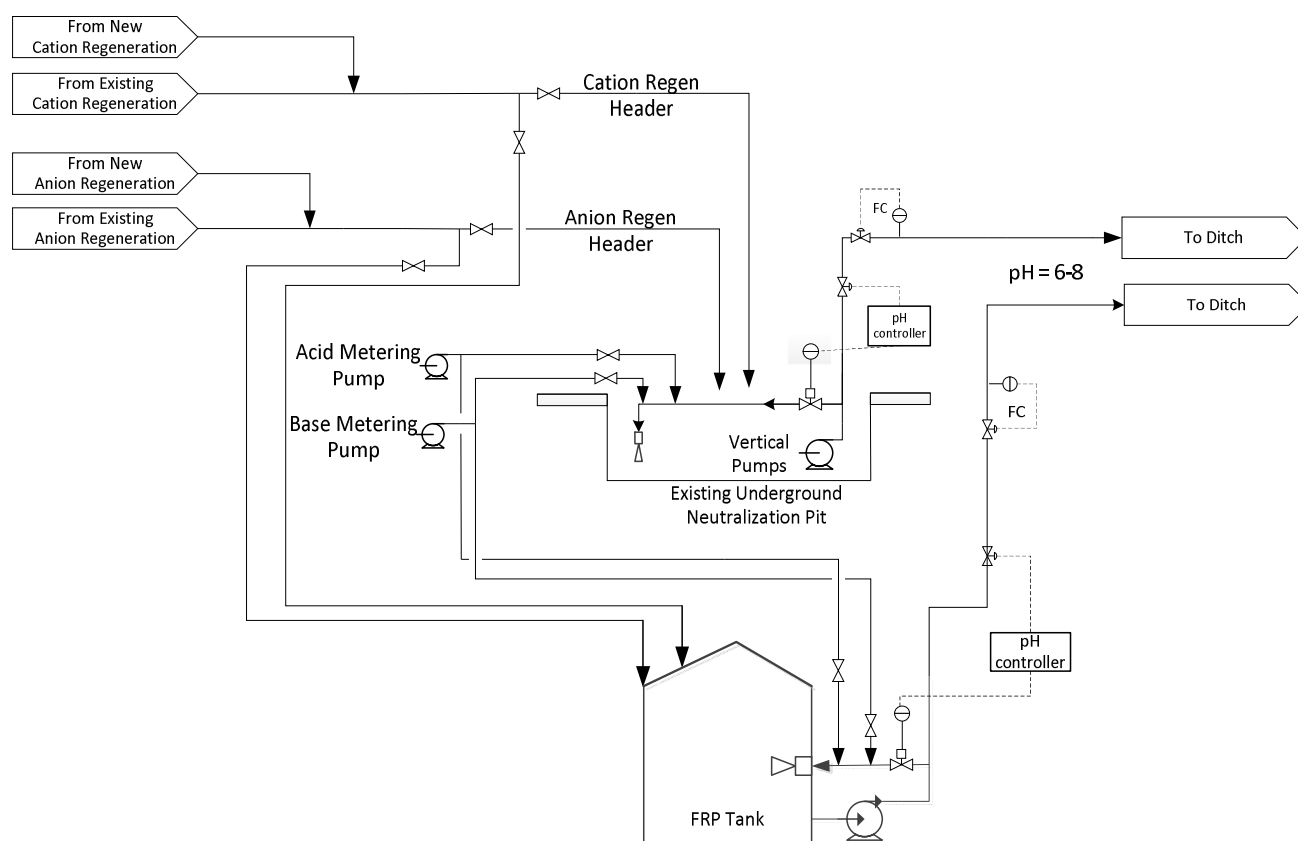 From New
Cation Regeneration
From Existing
Cation Regeneration
Cation Regen
Header
From New
Anion Regeneration
From Existing
Anion Regeneration
Anion Regen
Header
FC
To Ditch
pH = 6-8
To Ditch
pH
controller
Acid Metering
Pump
Base Metering
Pump
FC
Vertical
Pumps
Existing Underground
Neutralization Pit
pH
controller
FRP Tank